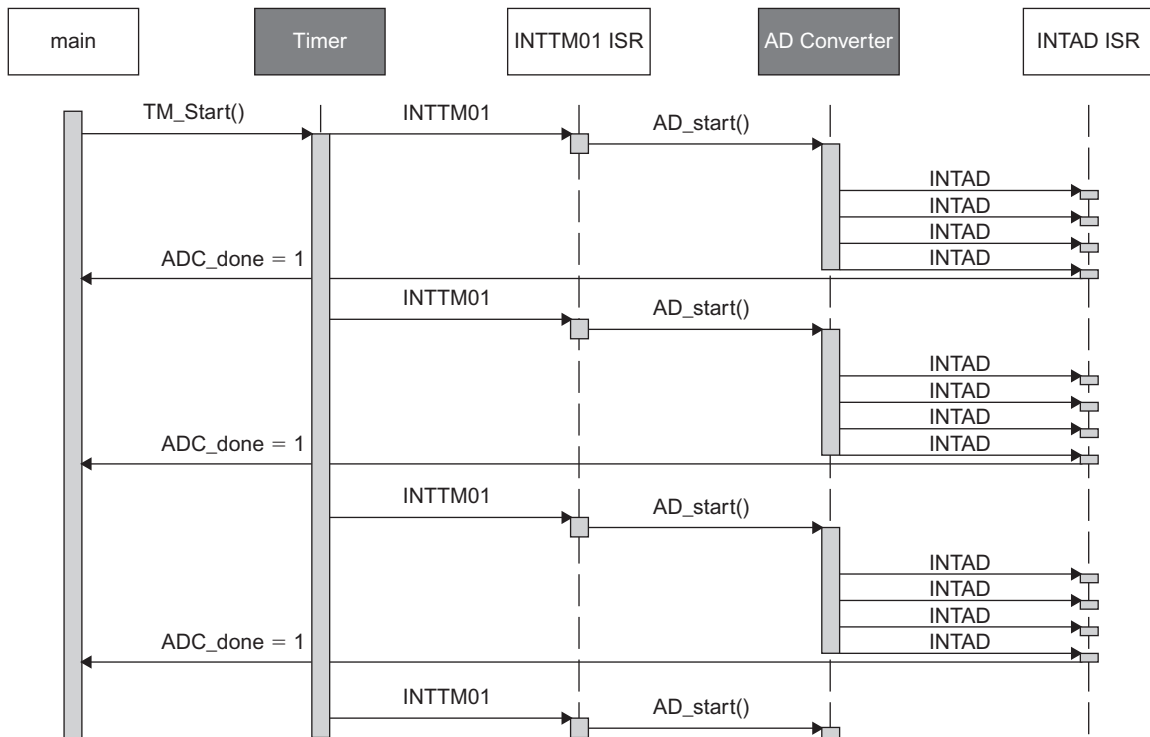 main
Timer
INTTM01 ISR
AD Converter
INTAD ISR
TM_Start()
INTTM01
AD_start()
INTAD
INTAD
INTAD
INTAD
ADC_done = 1
INTTM01
AD_start()
INTAD
INTAD
INTAD
INTAD
ADC_done = 1
INTTM01
AD_start()
INTAD
INTAD
INTAD
INTAD
ADC_done = 1
INTTM01
AD_start()